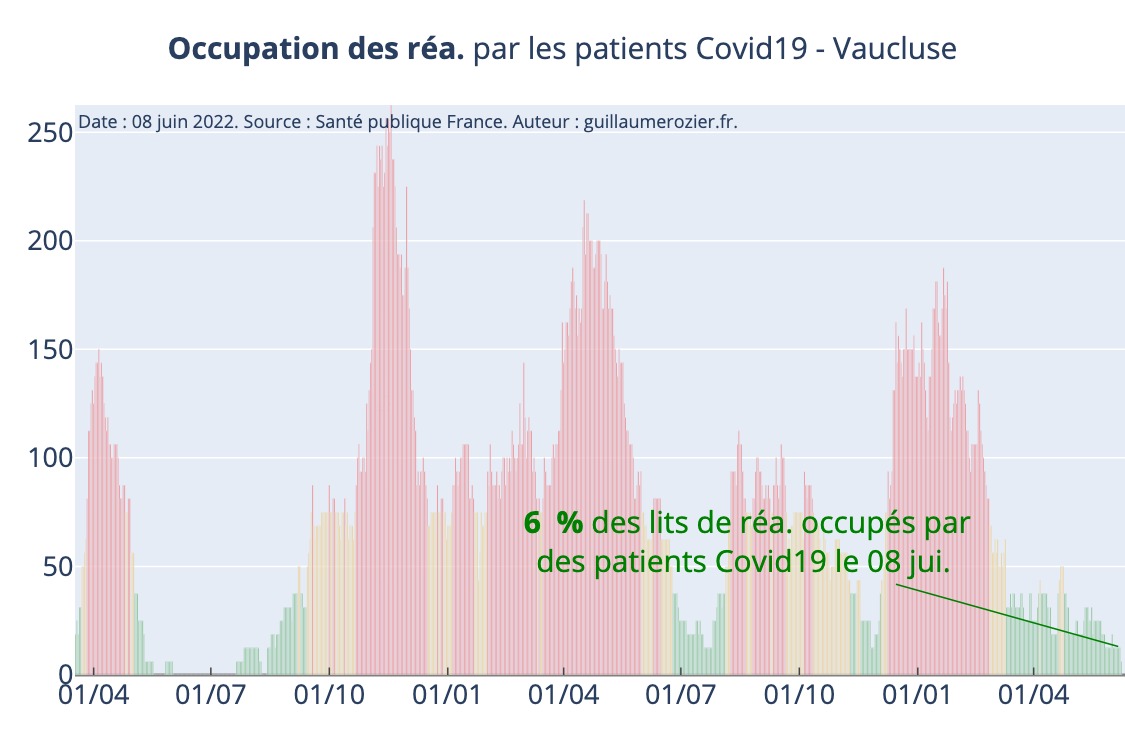 Occupation des réa. par les patients Covid19 - Vaucluse
Date : 08 juin 2022. Source : Santé publique France. Auteur : guillaumerozier.fr.
250
200
150
100
50
0
6 % des lits de réa. occupés par
des patients Covid19 le 08 jui.
01/04 01/07 01/10 01/01 01/04 01/07 01/10 01/01 01/04